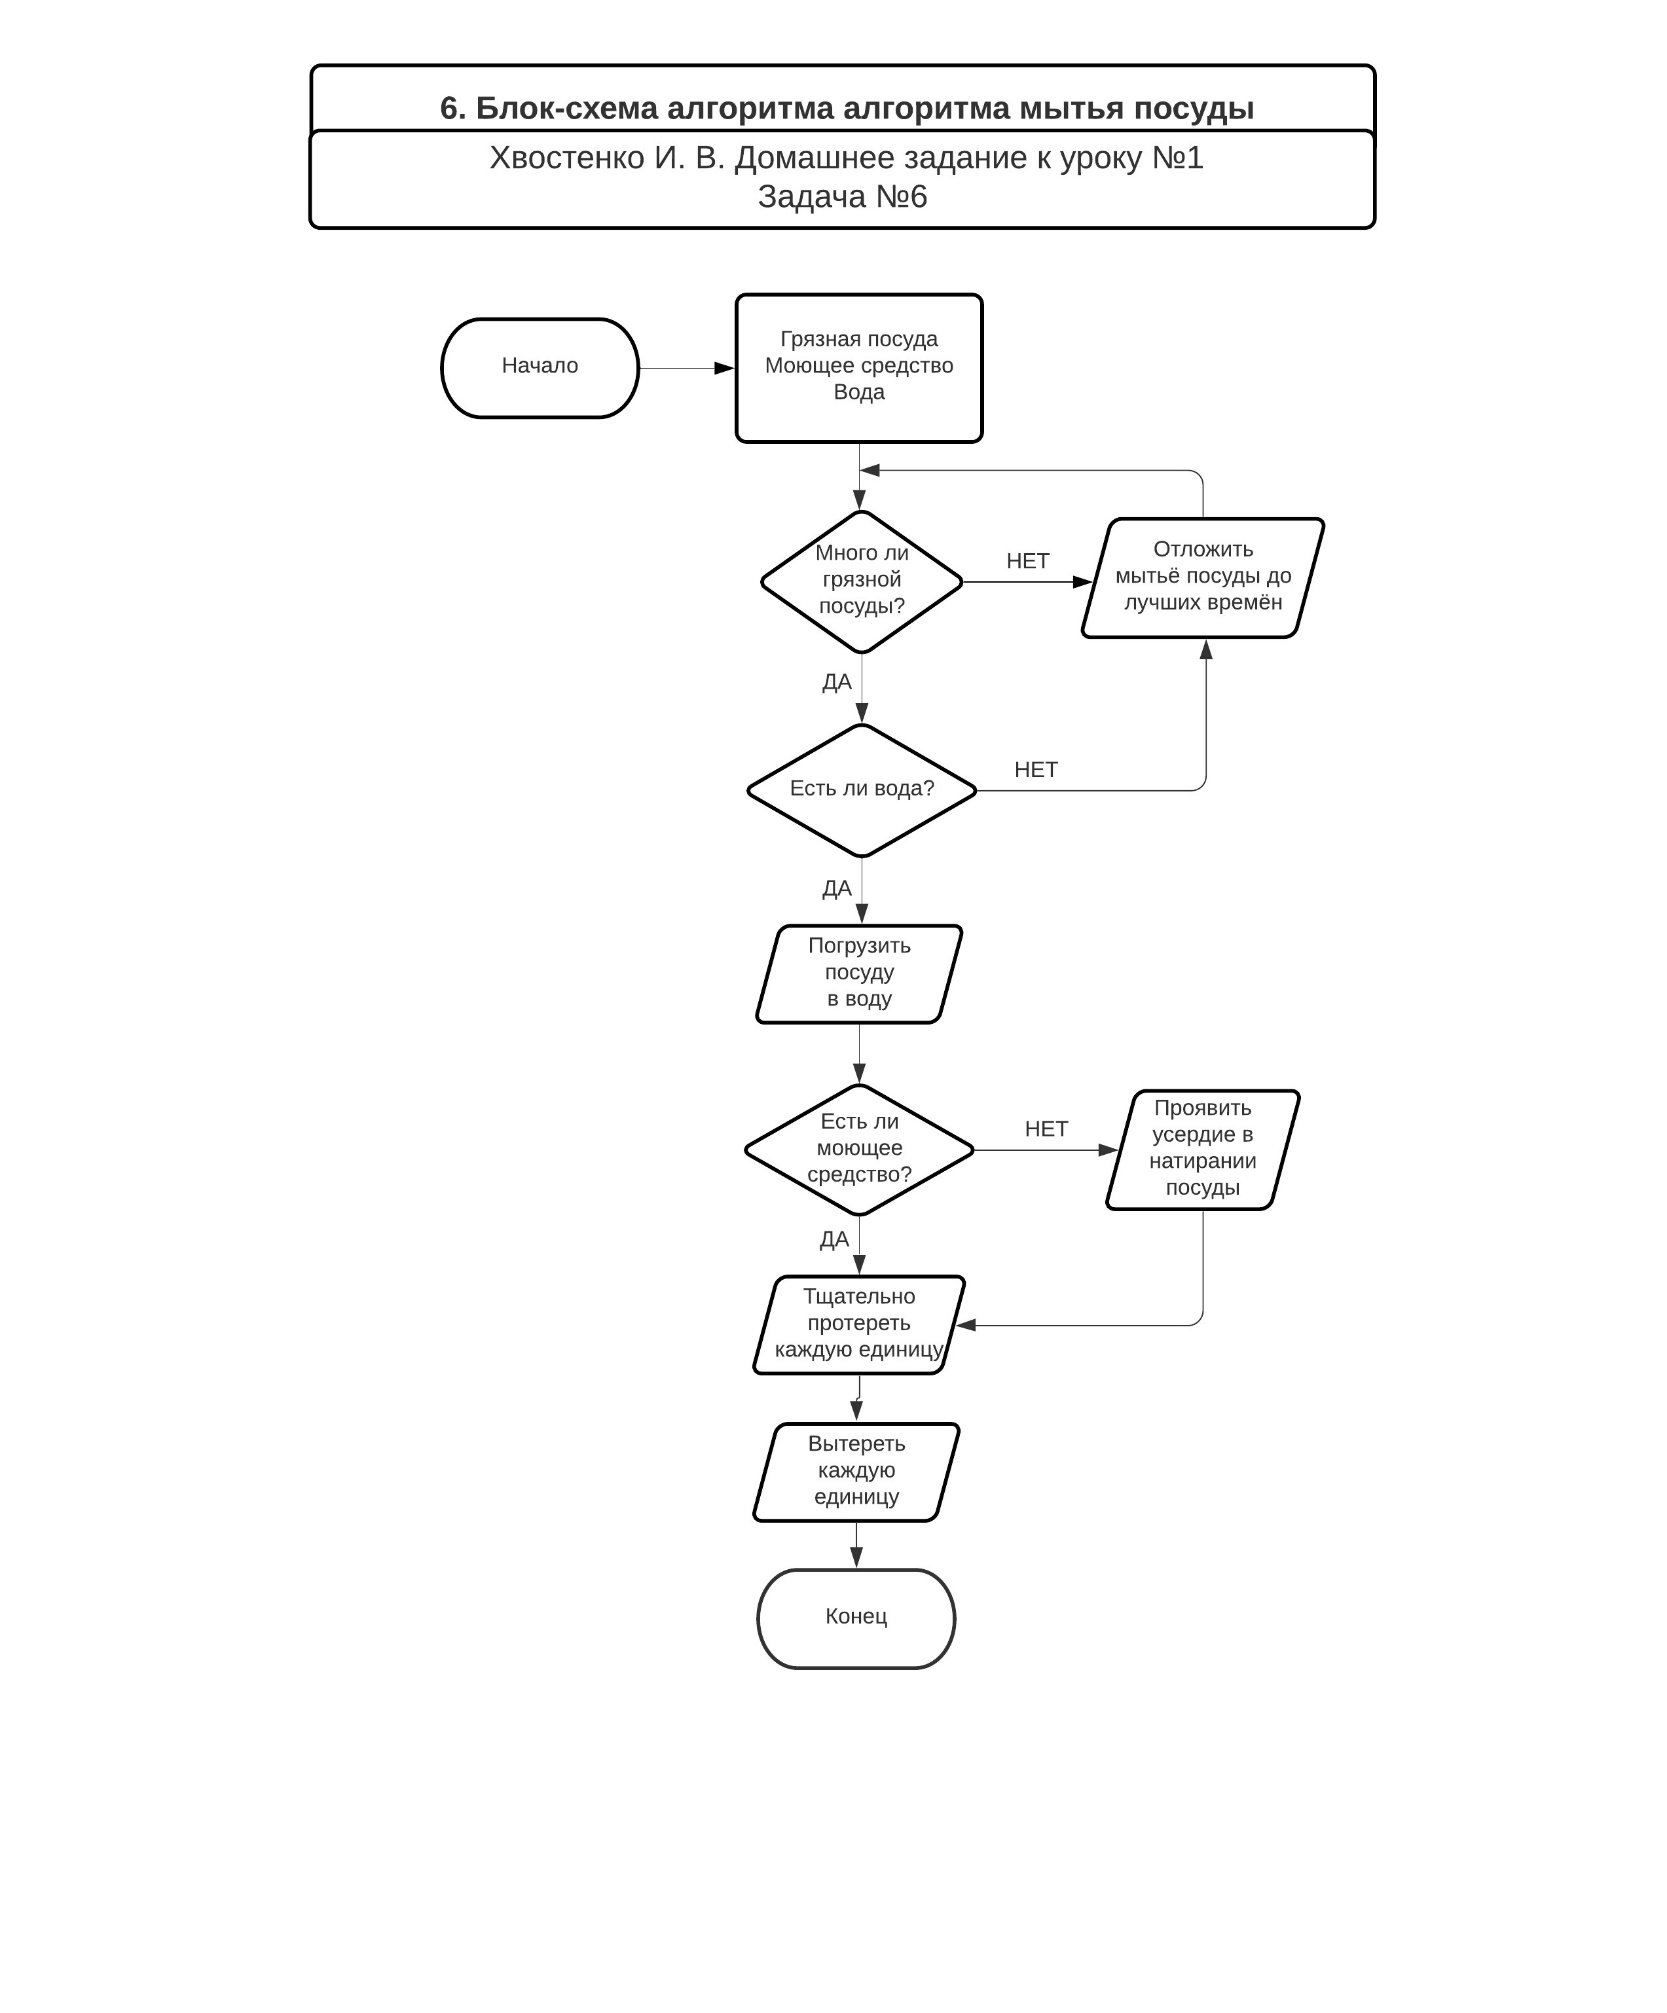 6. Блок-схема алгоритма алгоритма мытья посуды
Хвостенко И. В. Домашнее задание к уроку №1
Задача №6
Начало
Грязная посуда
Моющее средство
Вода
Много ли
грязной
посуды?
НЕТ
Отложить
мытьё посуды до
лучших времён
ДА
Есть ли вода?
НЕТ
ДА
Погрузить
посуду
в воду
Есть ли
моющее
средство?
НЕТ
Проявить
усердие в
натирании
посуды
ДА
Тщательно
протереть
каждую единицу
Вытереть
каждую
единицу
Конец